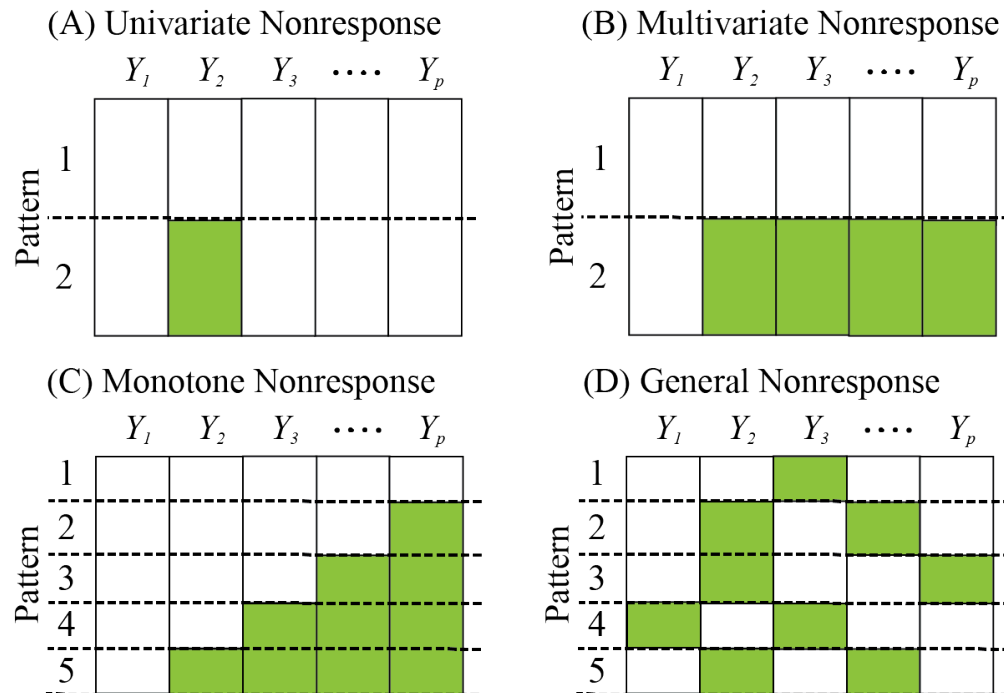 (A) Univariate Nonresponse
Y1 Y2 Y3 .... Yp
Pattern
1
2
(B) Multivariate Nonresponse
Y1 Y2 Y3 .... Yp
Pattern
1
2
(C) Monotone Nonresponse
Y1 Y2 Y3 .... Yp
Pattern
1
2
3
4
5
(D) General Nonresponse
Y1 Y2 Y3 .... Yp
Pattern
1
2
3
4
5